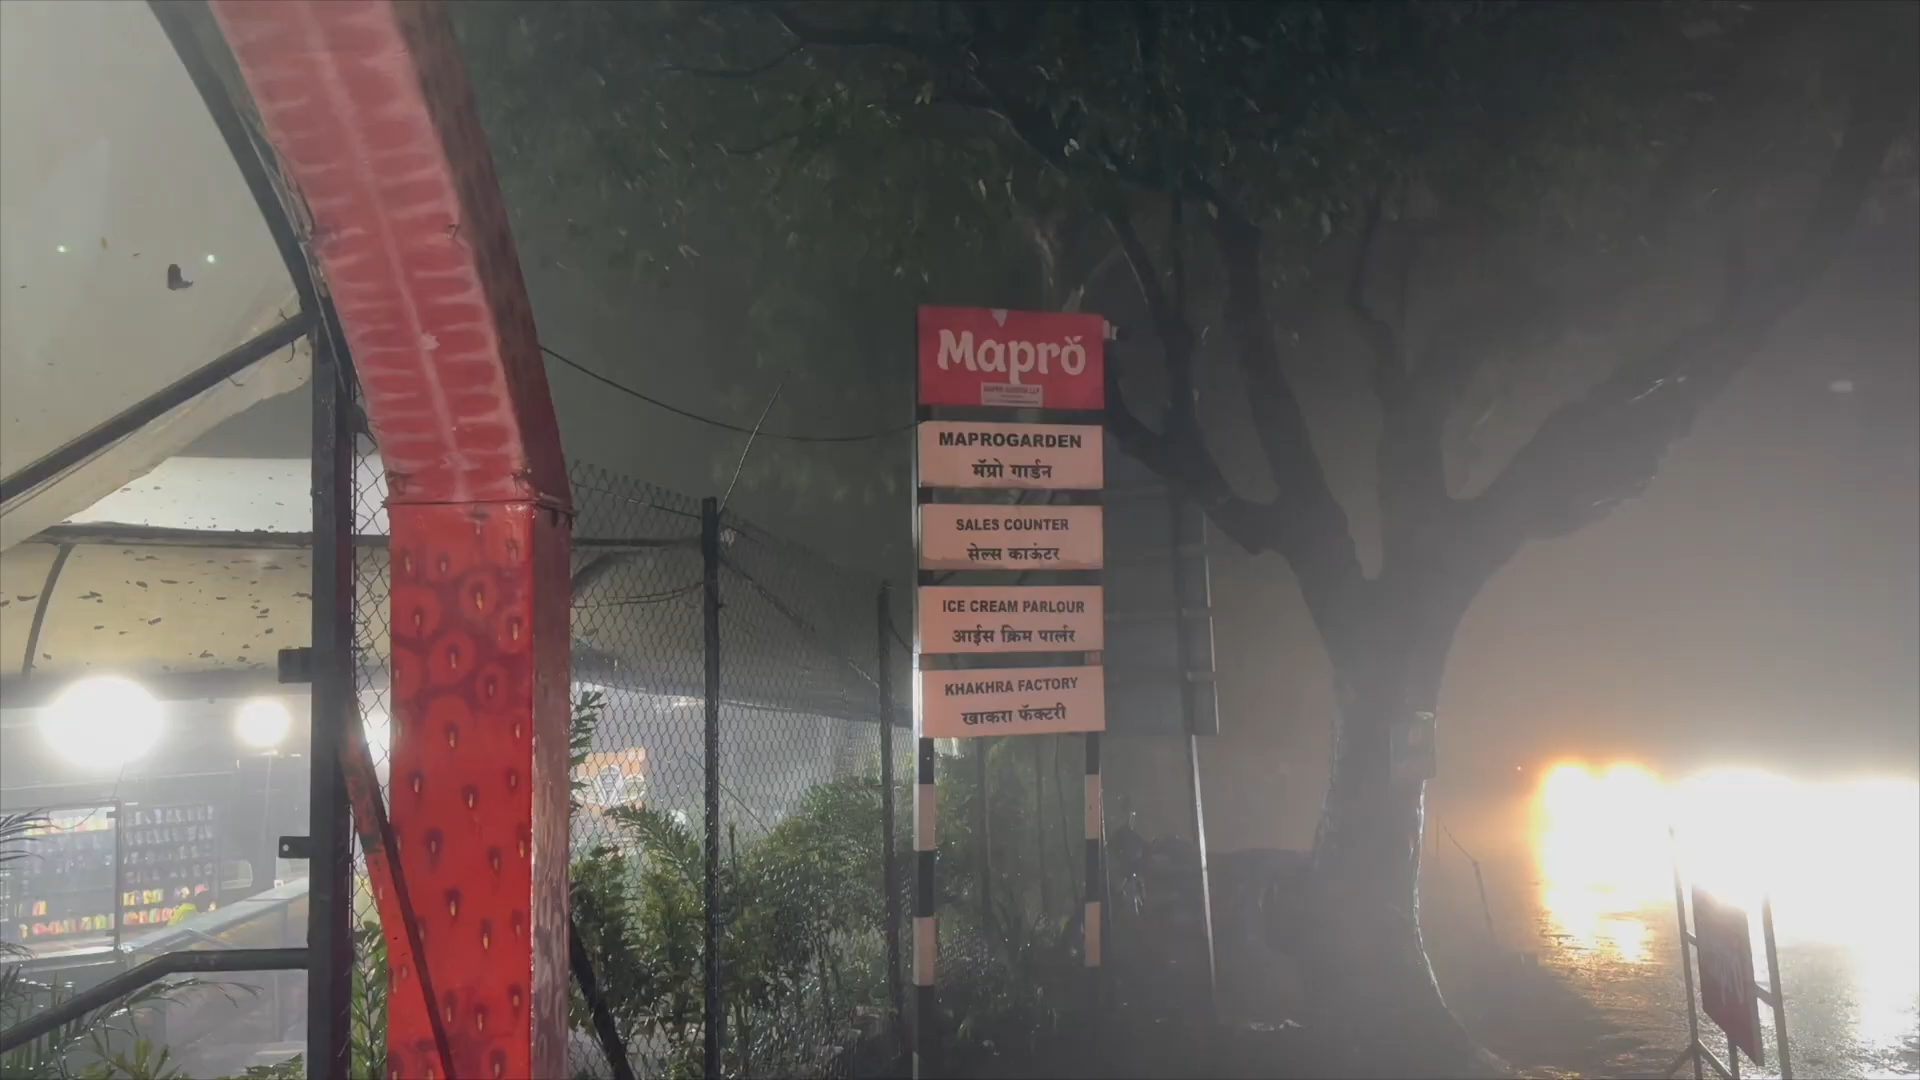 Mapro
MAPROGARDEN
मॅप्रो गार्डन
SALES COUNTER
सेल्स काऊंटर
ICE CREAM PARLOUR
आईस क्रिम पार्लर
KHAKHRA FACTORY
खाकरा फॅक्टरी